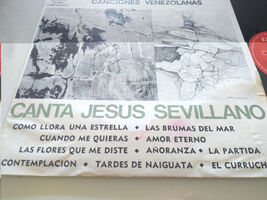 CANCIONES VENEZOLANAS
CANTA JESUS SEVILLANO
COMO LLORA UNA ESTRELLA • LAS BRUMAS DEL MAR
CUANDO ME QUIERAS • AMOR ETERNO
LAS FLORES QUE ME DISTE • AÑORANZA • LA PARTIDA
CONTEMPLACION • TARDES DE NAIGUATA • EL CURRUCH